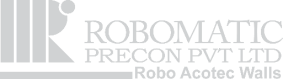 ROBOMATIC
PRECON PVT LTD
Robo Acotec Walls